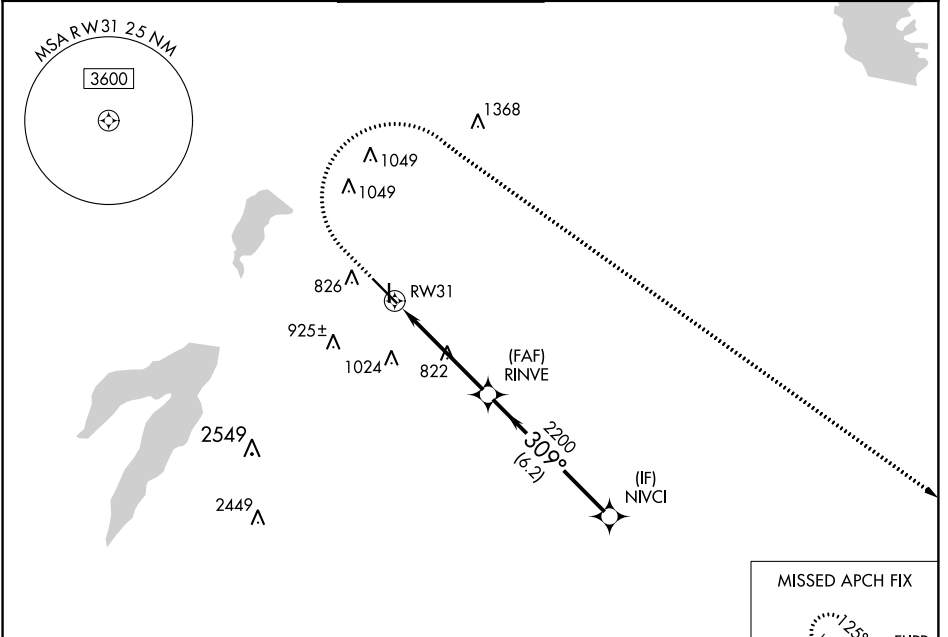 MSA RW31 25 NM
3600
1368
1049
1049
826
RW31
925±
1024
822
(FAF)
RINVE
2200
309°
(6.2)
2549
2449
(IF)
NIVCI
MISSED APCH FIX
125°